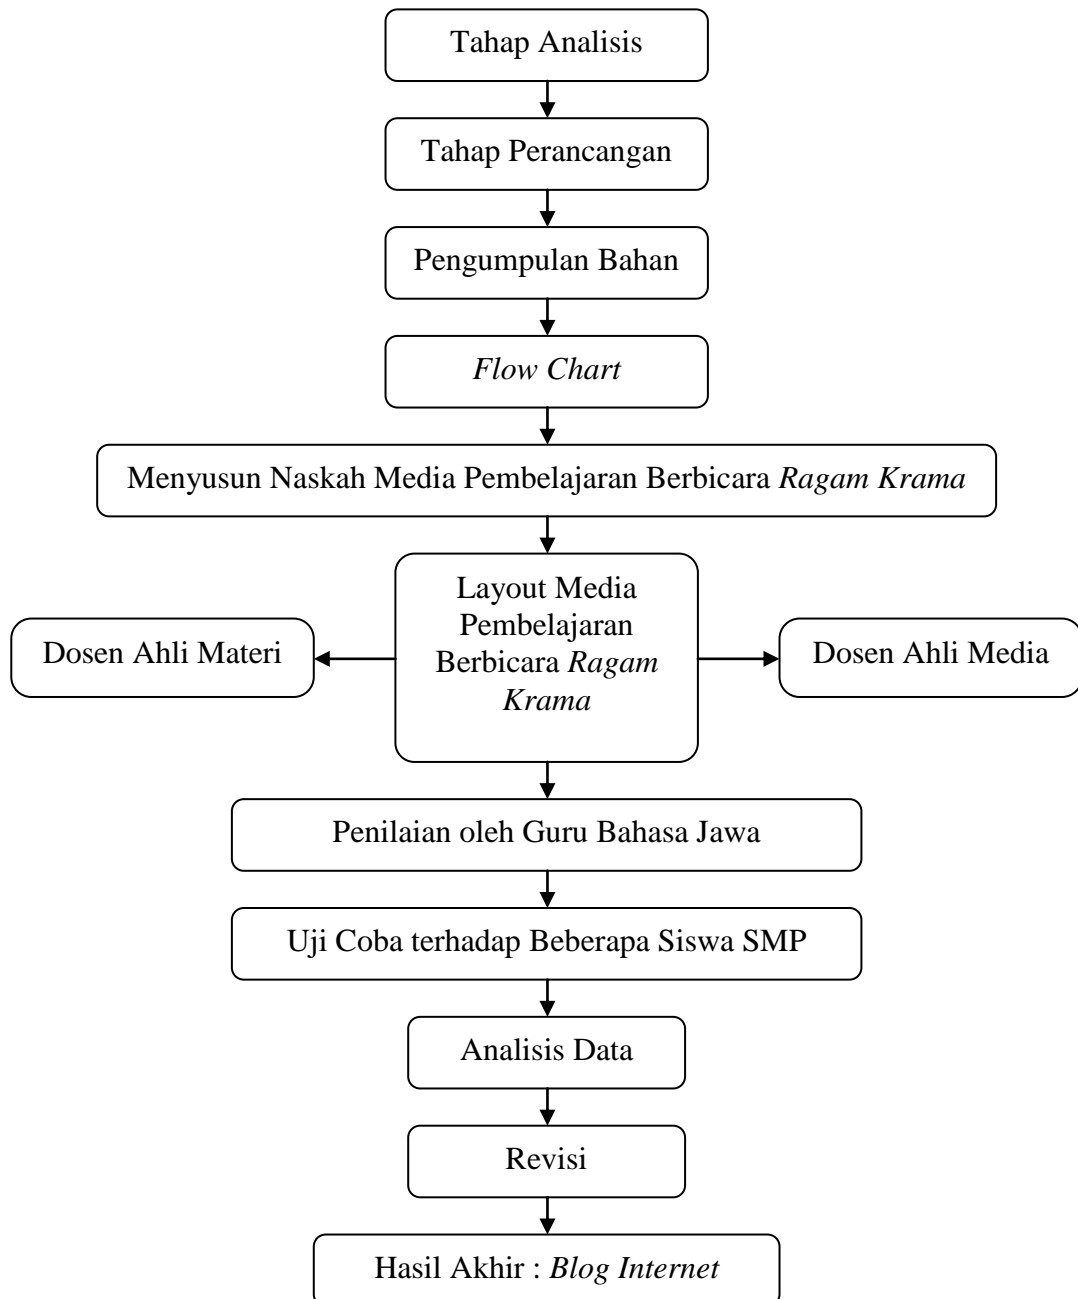 Tahap Analisis
Tahap Perancangan
Pengumpulan Bahan
Flow Chart
Menyusun Naskah Media Pembelajaran Berbicara Ragam Krama
Layout Media
Pembelajaran
Berbicara Ragam
Krama
Dosen Ahli Materi
Dosen Ahli Media
Penilaian oleh Guru Bahasa Jawa
Uji Coba terhadap Beberapa Siswa SMP
Analisis Data
Revisi
Hasil Akhir : Blog Internet